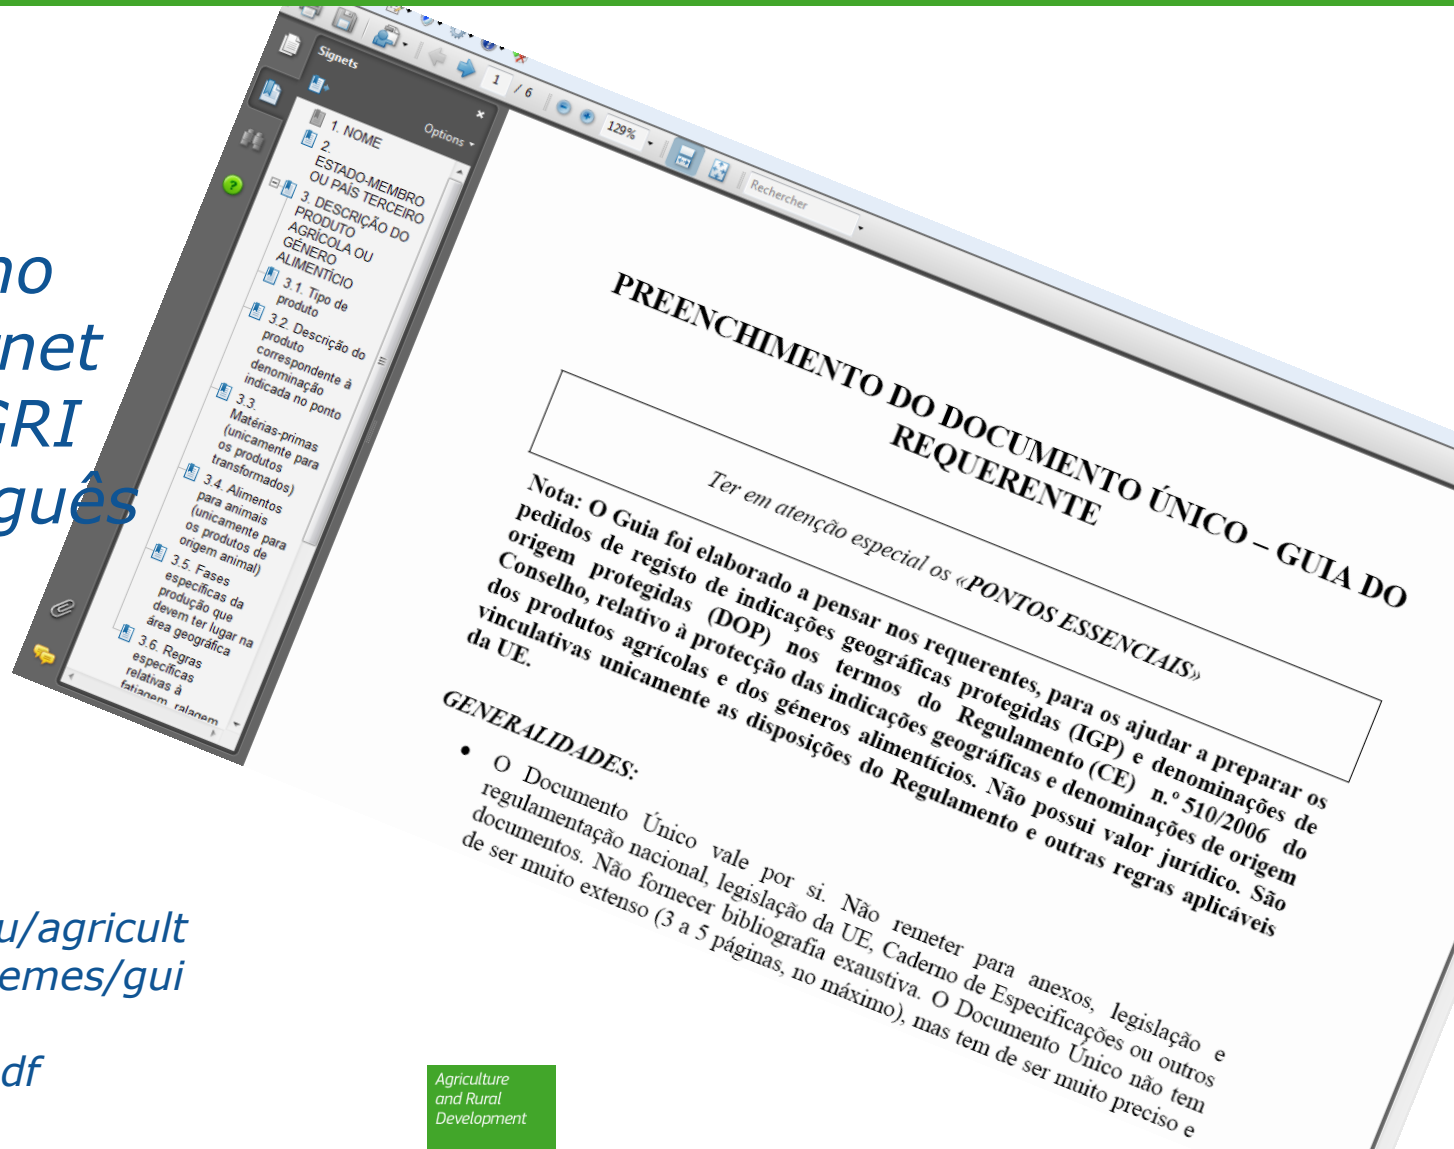 Signets
Options
1. NOME
2.
ESTADO-MEMBRO
OU PAÍS TERCEIRO
3. DESCRIÇÃO DO
PRODUTO
AGRÍCOLA OU
GÉNERO
ALIMENTÍCIO
3.1. Tipo de
produto
3.2. Descrição do
produto
correspondente à
denominação
indicada no ponto
3.3.
Matérias-primas
(unicamente para
os produtos
transformados)
3.4. Alimentos
para animais
(unicamente para
os produtos de
origem animal)
3.5. Fases
específicas da
produção que
devem ter lugar na
área geográfica
3.6. Regras
específicas
relativas à
fatiagem, ralagem
1 / 6
129%
Rechercher
PREENCHIMENTO DO DOCUMENTO ÚNICO – GUIA DO
REQUERENTE
Ter em atenção especial os «PONTOS ESSENCIAIS»
Nota: O Guia foi elaborado a pensar nos requerentes, para os ajudar a preparar os
pedidos de registo de indicações geográficas protegidas (IGP) e denominações de
origem protegidas (DOP) nos termos do Regulamento (CE) n.º 510/2006 do
Conselho, relativo à protecção das indicações geográficas e denominações de origem
dos produtos agrícolas e dos géneros alimentícios. Não possui valor jurídico. São
vinculativas unicamente as disposições do Regulamento e outras regras aplicáveis
da UE.
GENERALIDADES:
• O Documento Único vale por si. Não remeter para anexos, legislação e
regulamentação nacional, legislação da UE, Caderno de Especificações ou outros
documentos. Não fornecer bibliografia exaustiva. O Documento Único não tem
de ser muito extenso (3 a 5 páginas, no máximo), mas tem de ser muito preciso e
no
net
GRI
guês
u/agricult
emes/gui
df
Agriculture
and Rural
Development